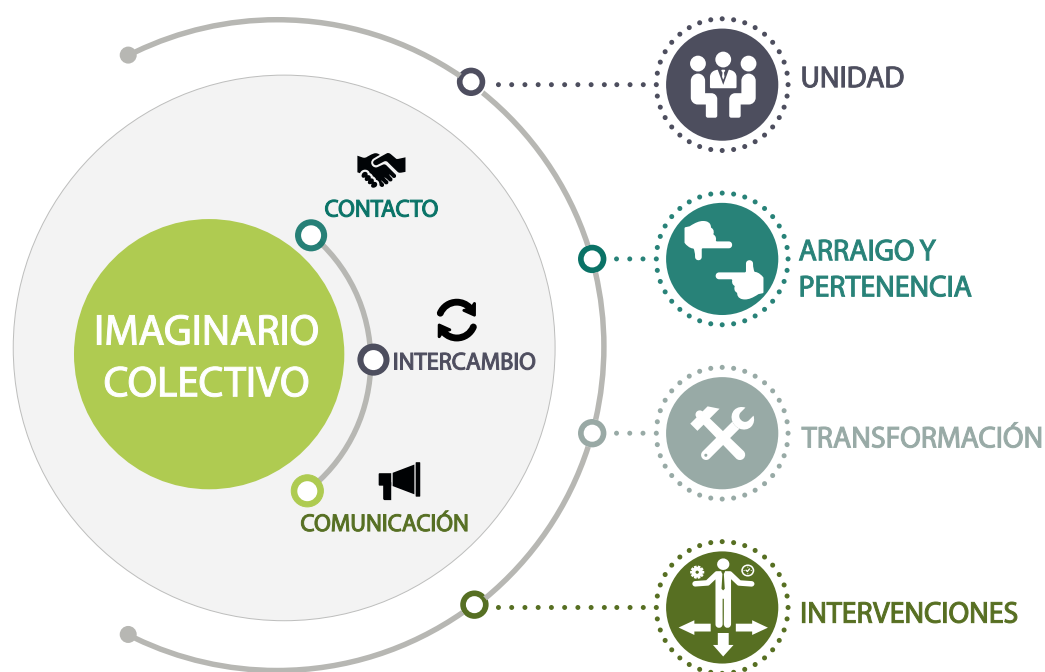 IMAGINARIO
COLECTIVO
CONTACTO
INTERCAMBIO
COMUNICACIÓN
UNIDAD
ARRAIGO Y
PERTENENCIA
TRANSFORMACIÓN
INTERVENCIONES